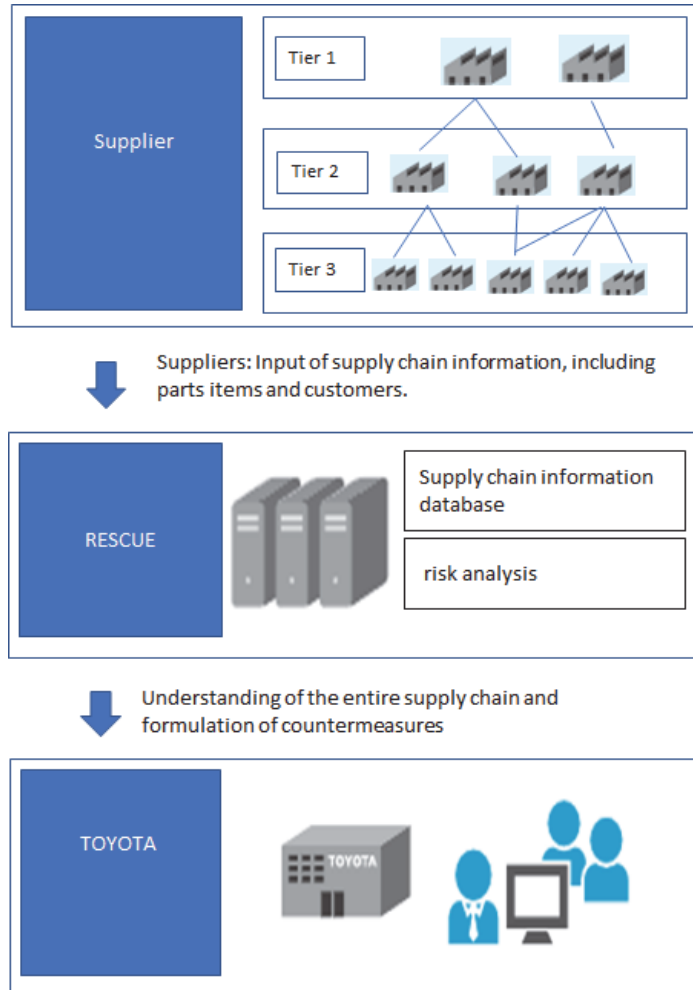 Tier 1
Supplier
Tier 2
Tier 3
Suppliers: Input of supply chain information, including
parts items and customers.
Supply chain information
database
RESCUE
risk analysis
Understanding of the entire supply chain and
formulation of countermeasures
TOYOTA
TOYOTA